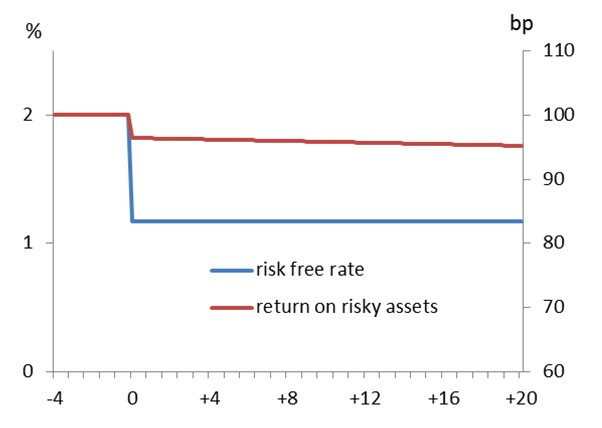 % bp
2 110
100
1 90
80
70
0 60
risk free rate
return on risky assets
-4 0 +4 +8 +12 +16 +20